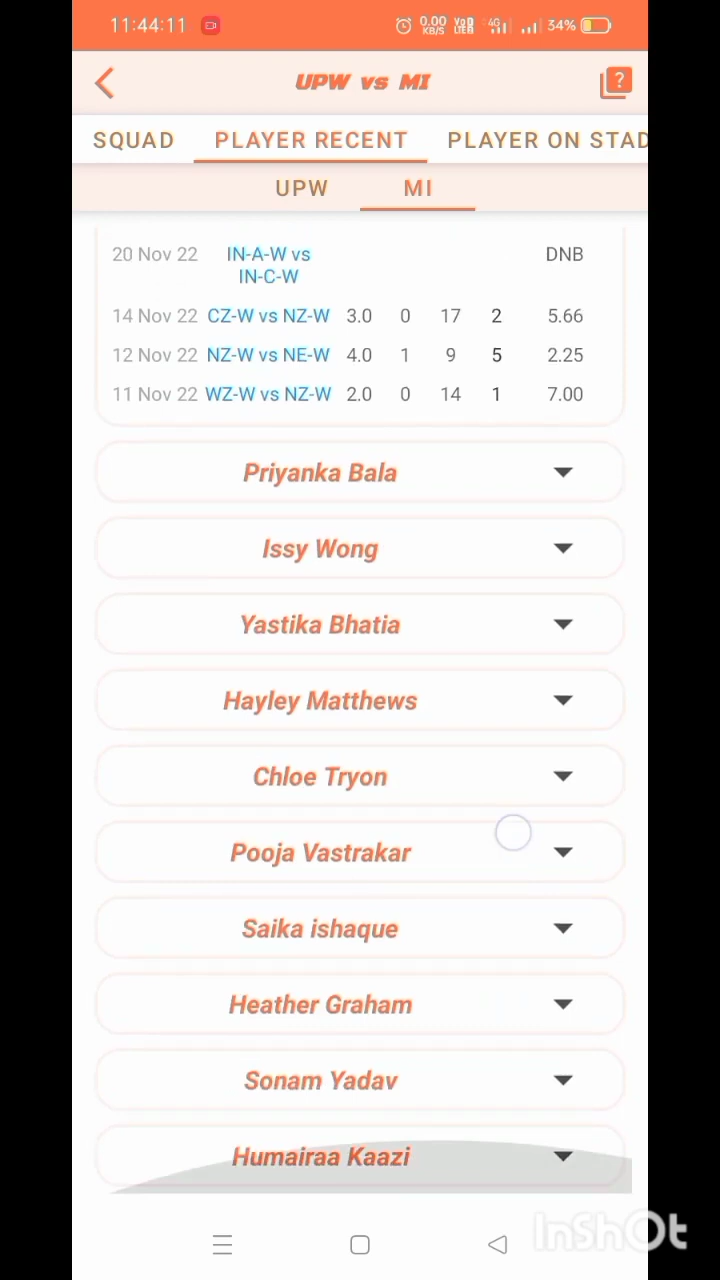 11:44:11 0.00 KB/S VoD LTE 4G 34%
UPW vs MI ?
SQUAD PLAYER RECENT PLAYER ON STAD
UPW MI
20 Nov 22 IN-A-W vs IN-C-W DNB
14 Nov 22 CZ-W vs NZ-W 3.0 0 17 2 5.66
12 Nov 22 NZ-W vs NE-W 4.0 1 9 5 2.25
11 Nov 22 WZ-W vs NZ-W 2.0 0 14 1 7.00
Priyanka Bala
Issy Wong
Yastika Bhatia
Hayley Matthews
Chloe Tryon
Pooja Vastrakar
Saika ishaque
Heather Graham
Sonam Yadav
Humairaa Kaazi
InShOt